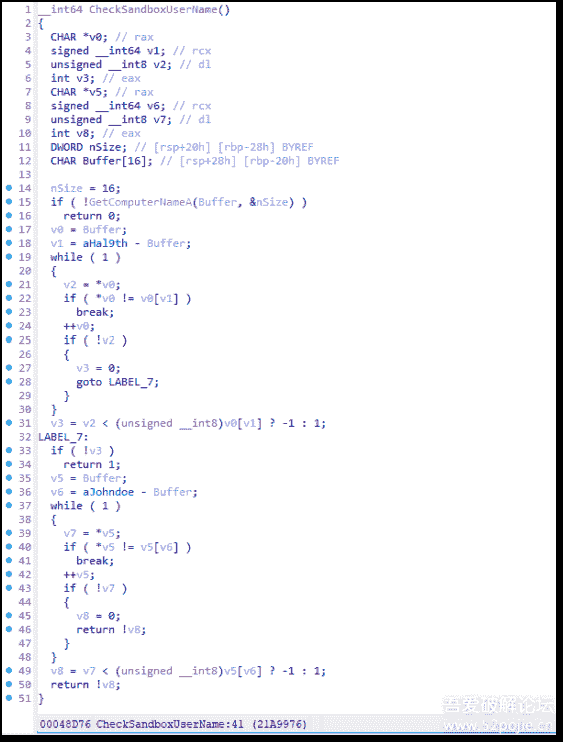 1 __int64 CheckSandboxUserName()
2 {
3 CHAR *v0; // rax
4 signed __int64 v1; // rcx
5 unsigned __int8 v2; // dl
6 int v3; // eax
7 CHAR *v5; // rax
8 signed __int64 v6; // rcx
9 unsigned __int8 v7; // dl
10 int v8; // eax
11 DWORD nSize; // [rsp+20h] [rbp-28h] BYREF
12 CHAR Buffer[16]; // [rsp+28h] [rbp-20h] BYREF
13
14 nSize = 16;
15 if ( !GetComputerNameA(Buffer, &nSize) )
16 return 0;
17 v0 = Buffer;
18 v1 = aHal9th - Buffer;
19 while ( 1 )
20 {
21 v2 = *v0;
22 if ( *v0 != v0[v1] )
23 break;
24 ++v0;
25 if ( !v2 )
26 {
27 v3 = 0;
28 goto LABEL_7;
29 }
30 }
31 v3 = v2 < (unsigned __int8)v0[v1] ? -1 : 1;
32 LABEL_7:
33 if ( !v3 )
34 return 1;
35 v5 = Buffer;
36 v6 = aJohndoe - Buffer;
37 while ( 1 )
38 {
39 v7 = *v5;
40 if ( *v5 != v5[v6] )
41 break;
42 ++v5;
43 if ( !v7 )
44 {
45 v8 = 0;
46 return !v8;
47 }
48 }
49 v8 = v7 < (unsigned __int8)v5[v6] ? -1 : 1;
50 return !v8;
51 }
吾爱破解论坛
www.52pojie.cn
00048D76 CheckSandboxUserName:41 (21A9976)